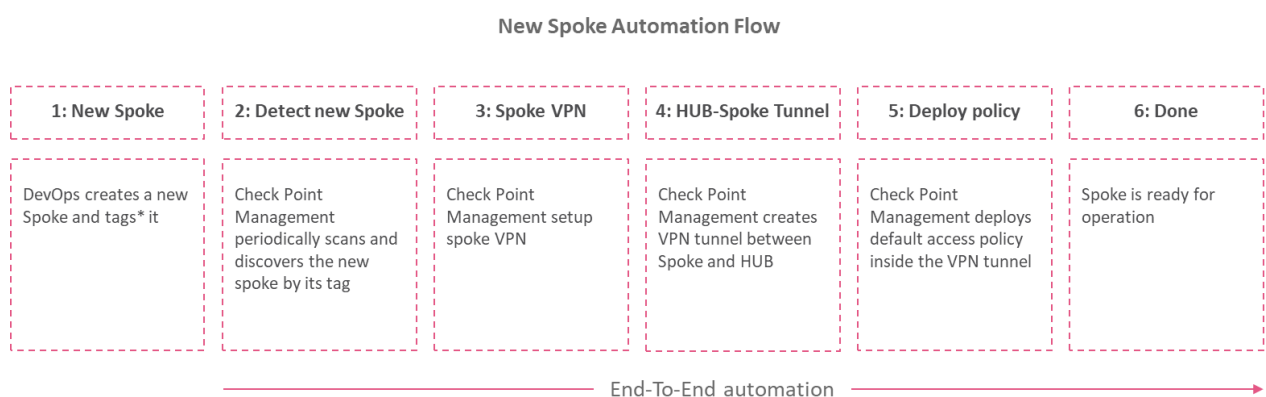 New Spoke Automation Flow
1: New Spoke
2: Detect new Spoke
3: Spoke VPN
4: HUB-Spoke Tunnel
5: Deploy policy
6: Done
DevOps creates a new
Spoke and tags* it
Check Point
Management
periodically scans and
discovers the new
spoke by its tag
Check Point
Management setup
spoke VPN
Check Point
Management creates
VPN tunnel between
Spoke and HUB
Check Point
Management deploys
default access policy
inside the VPN tunnel
Spoke is ready for
operation
End-To-End automation